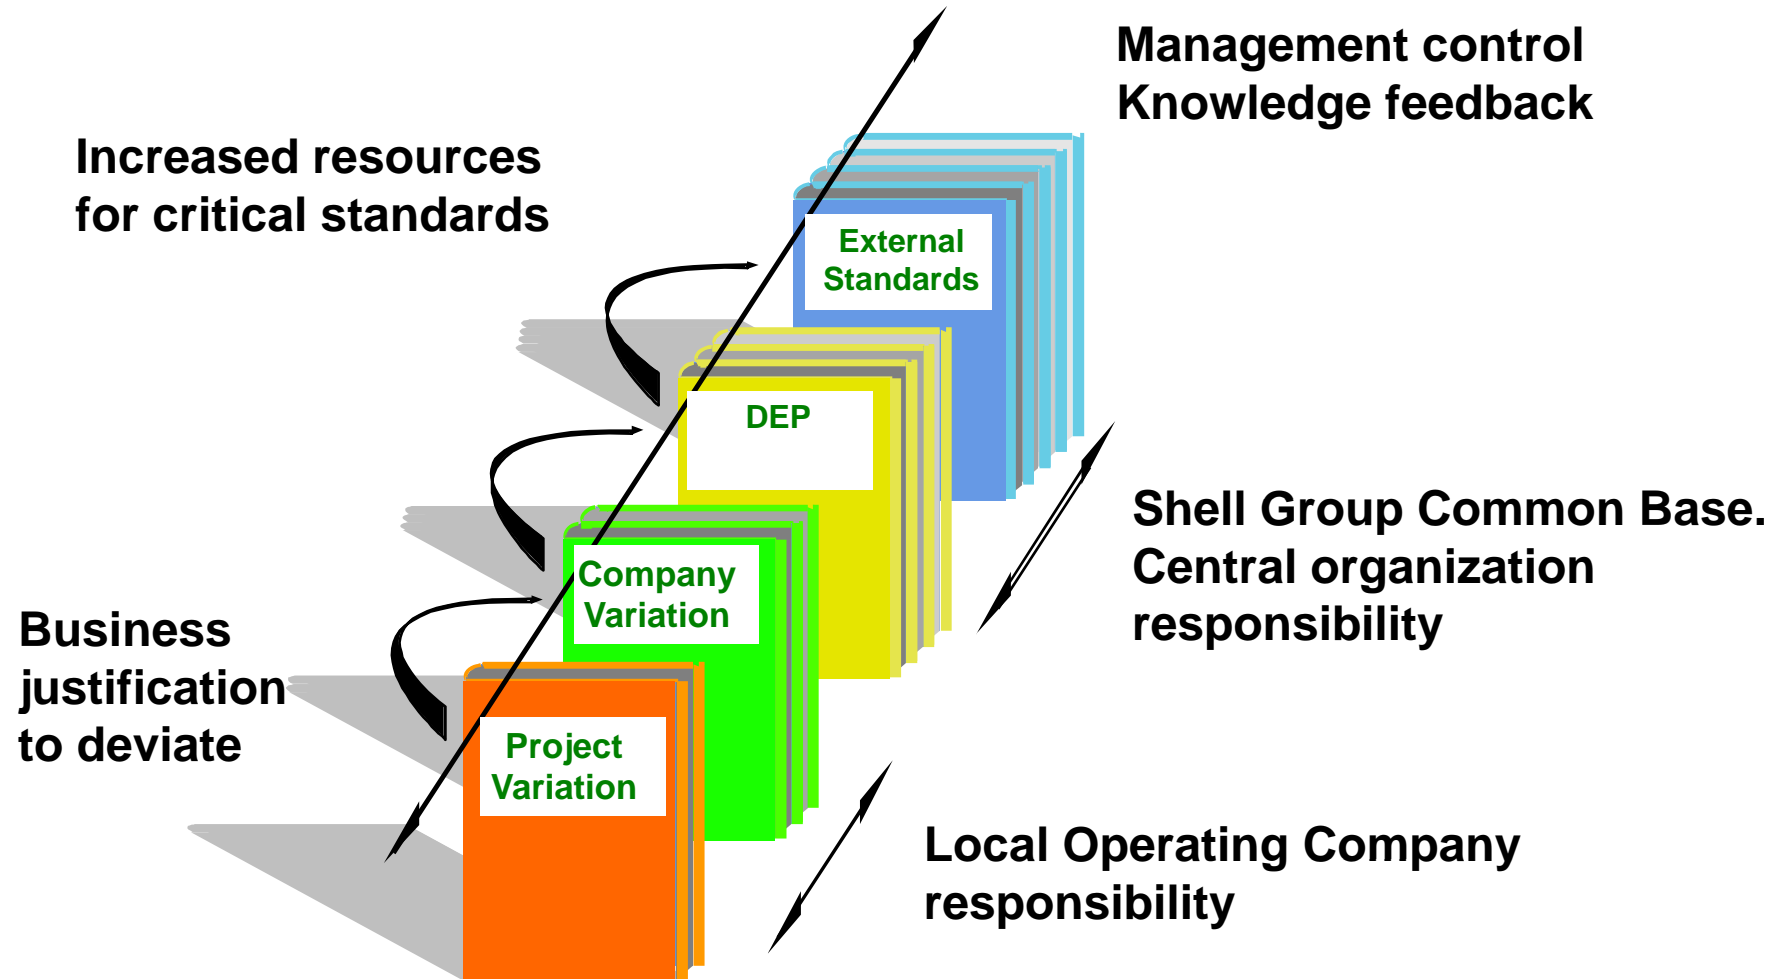 Management control
Knowledge feedback
Increased resources
for critical standards
External
Standards
DEP
Shell Group Common Base.
Central organization
responsibility
Company
Variation
Business
justification
to deviate
Project
Variation
Local Operating Company
responsibility